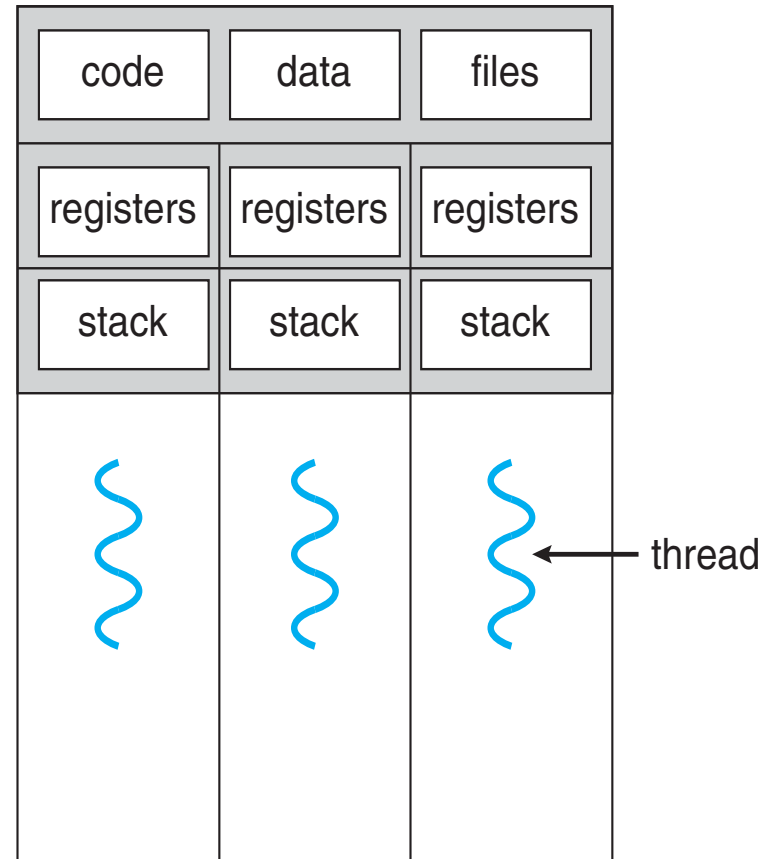 code data files
registers registers registers
stack stack stack
thread